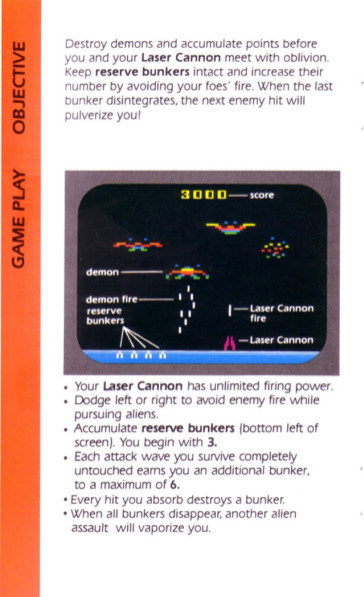 OBJECTIVE
Destroy demons and accumulate points before
you and your Laser Cannon meet with oblivion.
Keep reserve bunkers intact and increase their
number by avoiding your foes' fire. When the last
bunker disintegrates, the next enemy hit will
pulverize you!
GAME PLAY
3000 score
demon
demon fire
reserve
bunkers
Laser Cannon
fire
Laser Cannon
• Your Laser Cannon has unlimited firing power.
• Dodge left or right to avoid enemy fire while
pursuing aliens.
• Accumulate reserve bunkers (bottom left of
screen). You begin with 3.
• Each attack wave you survive completely
untouched earns you an additional bunker,
to a maximum of 6.
• Every hit you absorb destroys a bunker.
• When all bunkers disappear, another alien
assault will vaporize you.